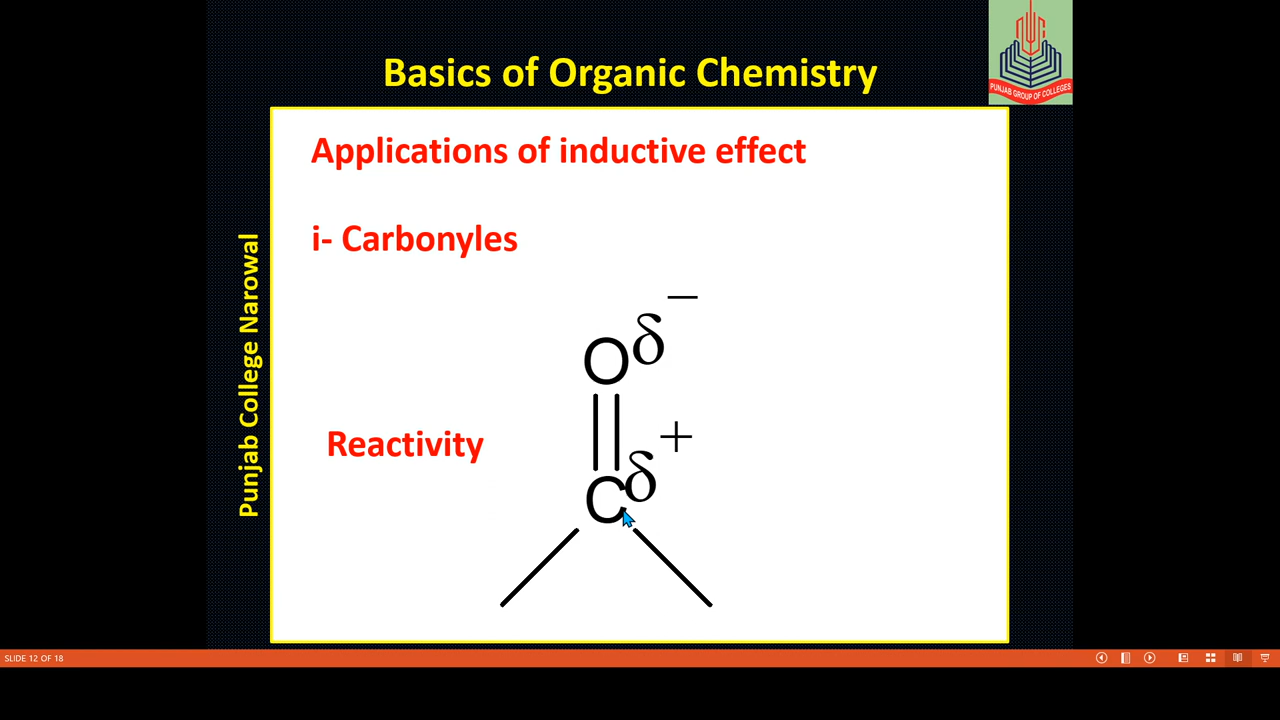 Basics of Organic Chemistry
PUNJAB GROUP OF COLLEGES
Applications of inductive effect
i- Carbonyles
Punjab College Narowal
Oδ−
Reactivity
Cδ+
SLIDE 12 OF 18